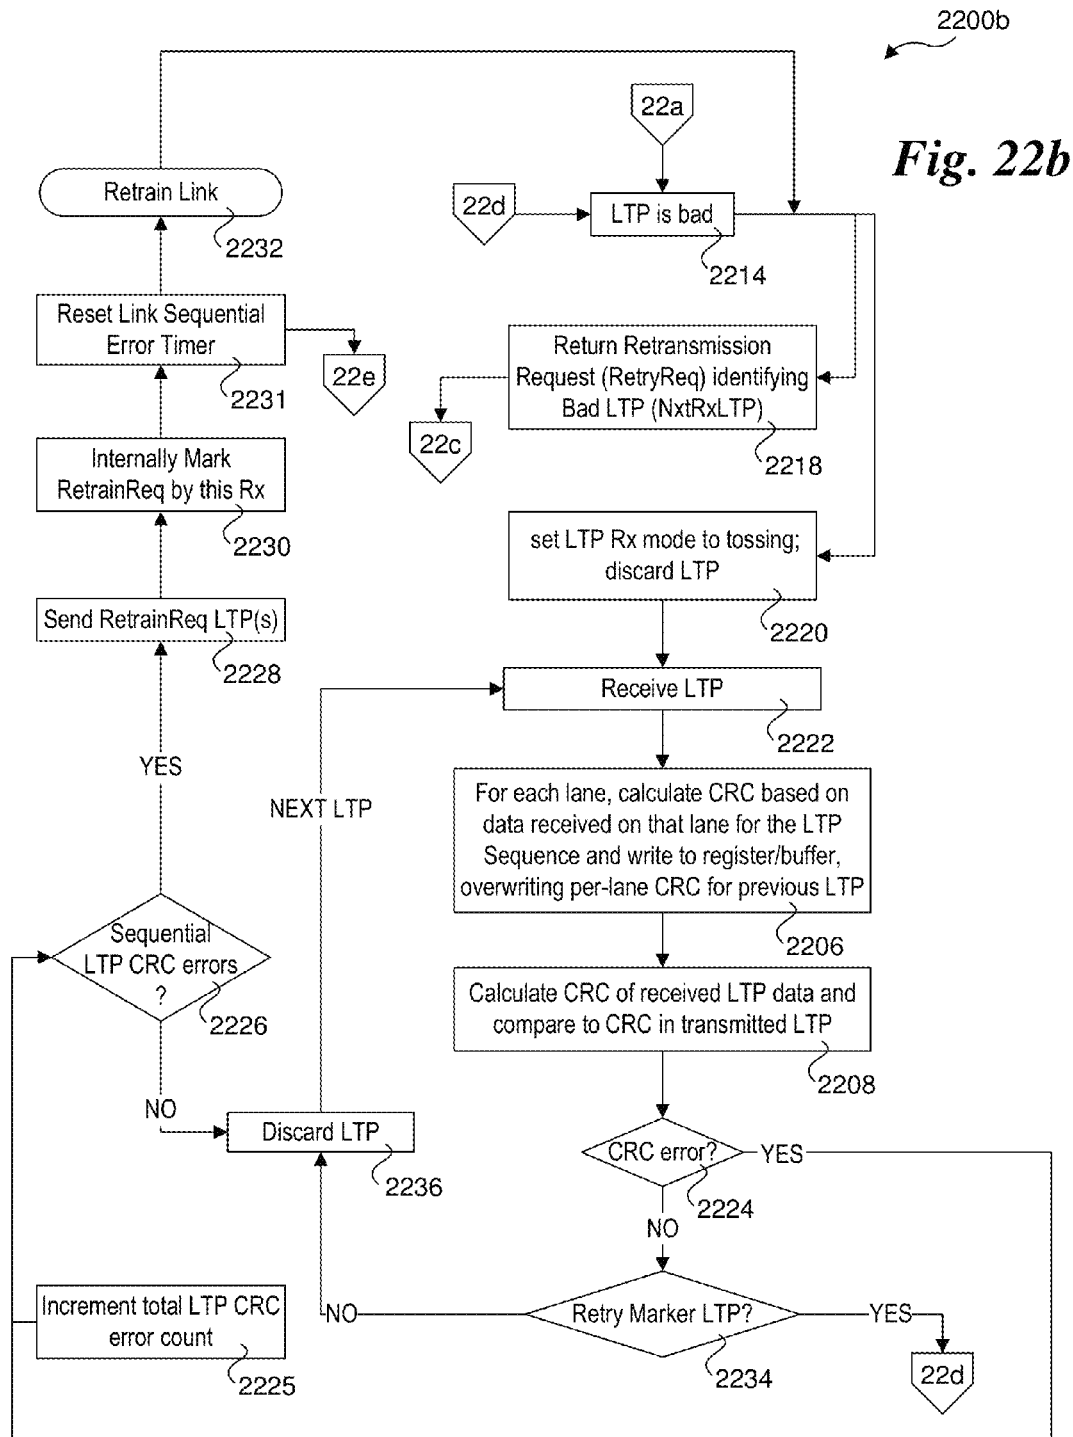 2200b
Fig. 22b
22a
22d
LTP is bad
2214
Retrain Link
2232
Reset Link Sequential
Error Timer
2231
22e
Return Retransmission
Request (RetryReq) identifying
Bad LTP (NxtRxLTP)
2218
22c
Internally Mark
RetrainReq by this Rx
2230
set LTP Rx mode to tossing;
discard LTP
2220
Send RetrainReq LTP(s)
2228
Receive LTP
2222
YES
NEXT LTP
For each lane, calculate CRC based on
data received on that lane for the LTP
Sequence and write to register/buffer,
overwriting per-lane CRC for previous LTP
2206
Sequential
LTP CRC errors
?
2226
Calculate CRC of received LTP data and
compare to CRC in transmitted LTP
2208
NO
Discard LTP
2236
CRC error?
YES
2224
NO
Increment total LTP CRC
error count
2225
NO
Retry Marker LTP?
YES
2234
22d